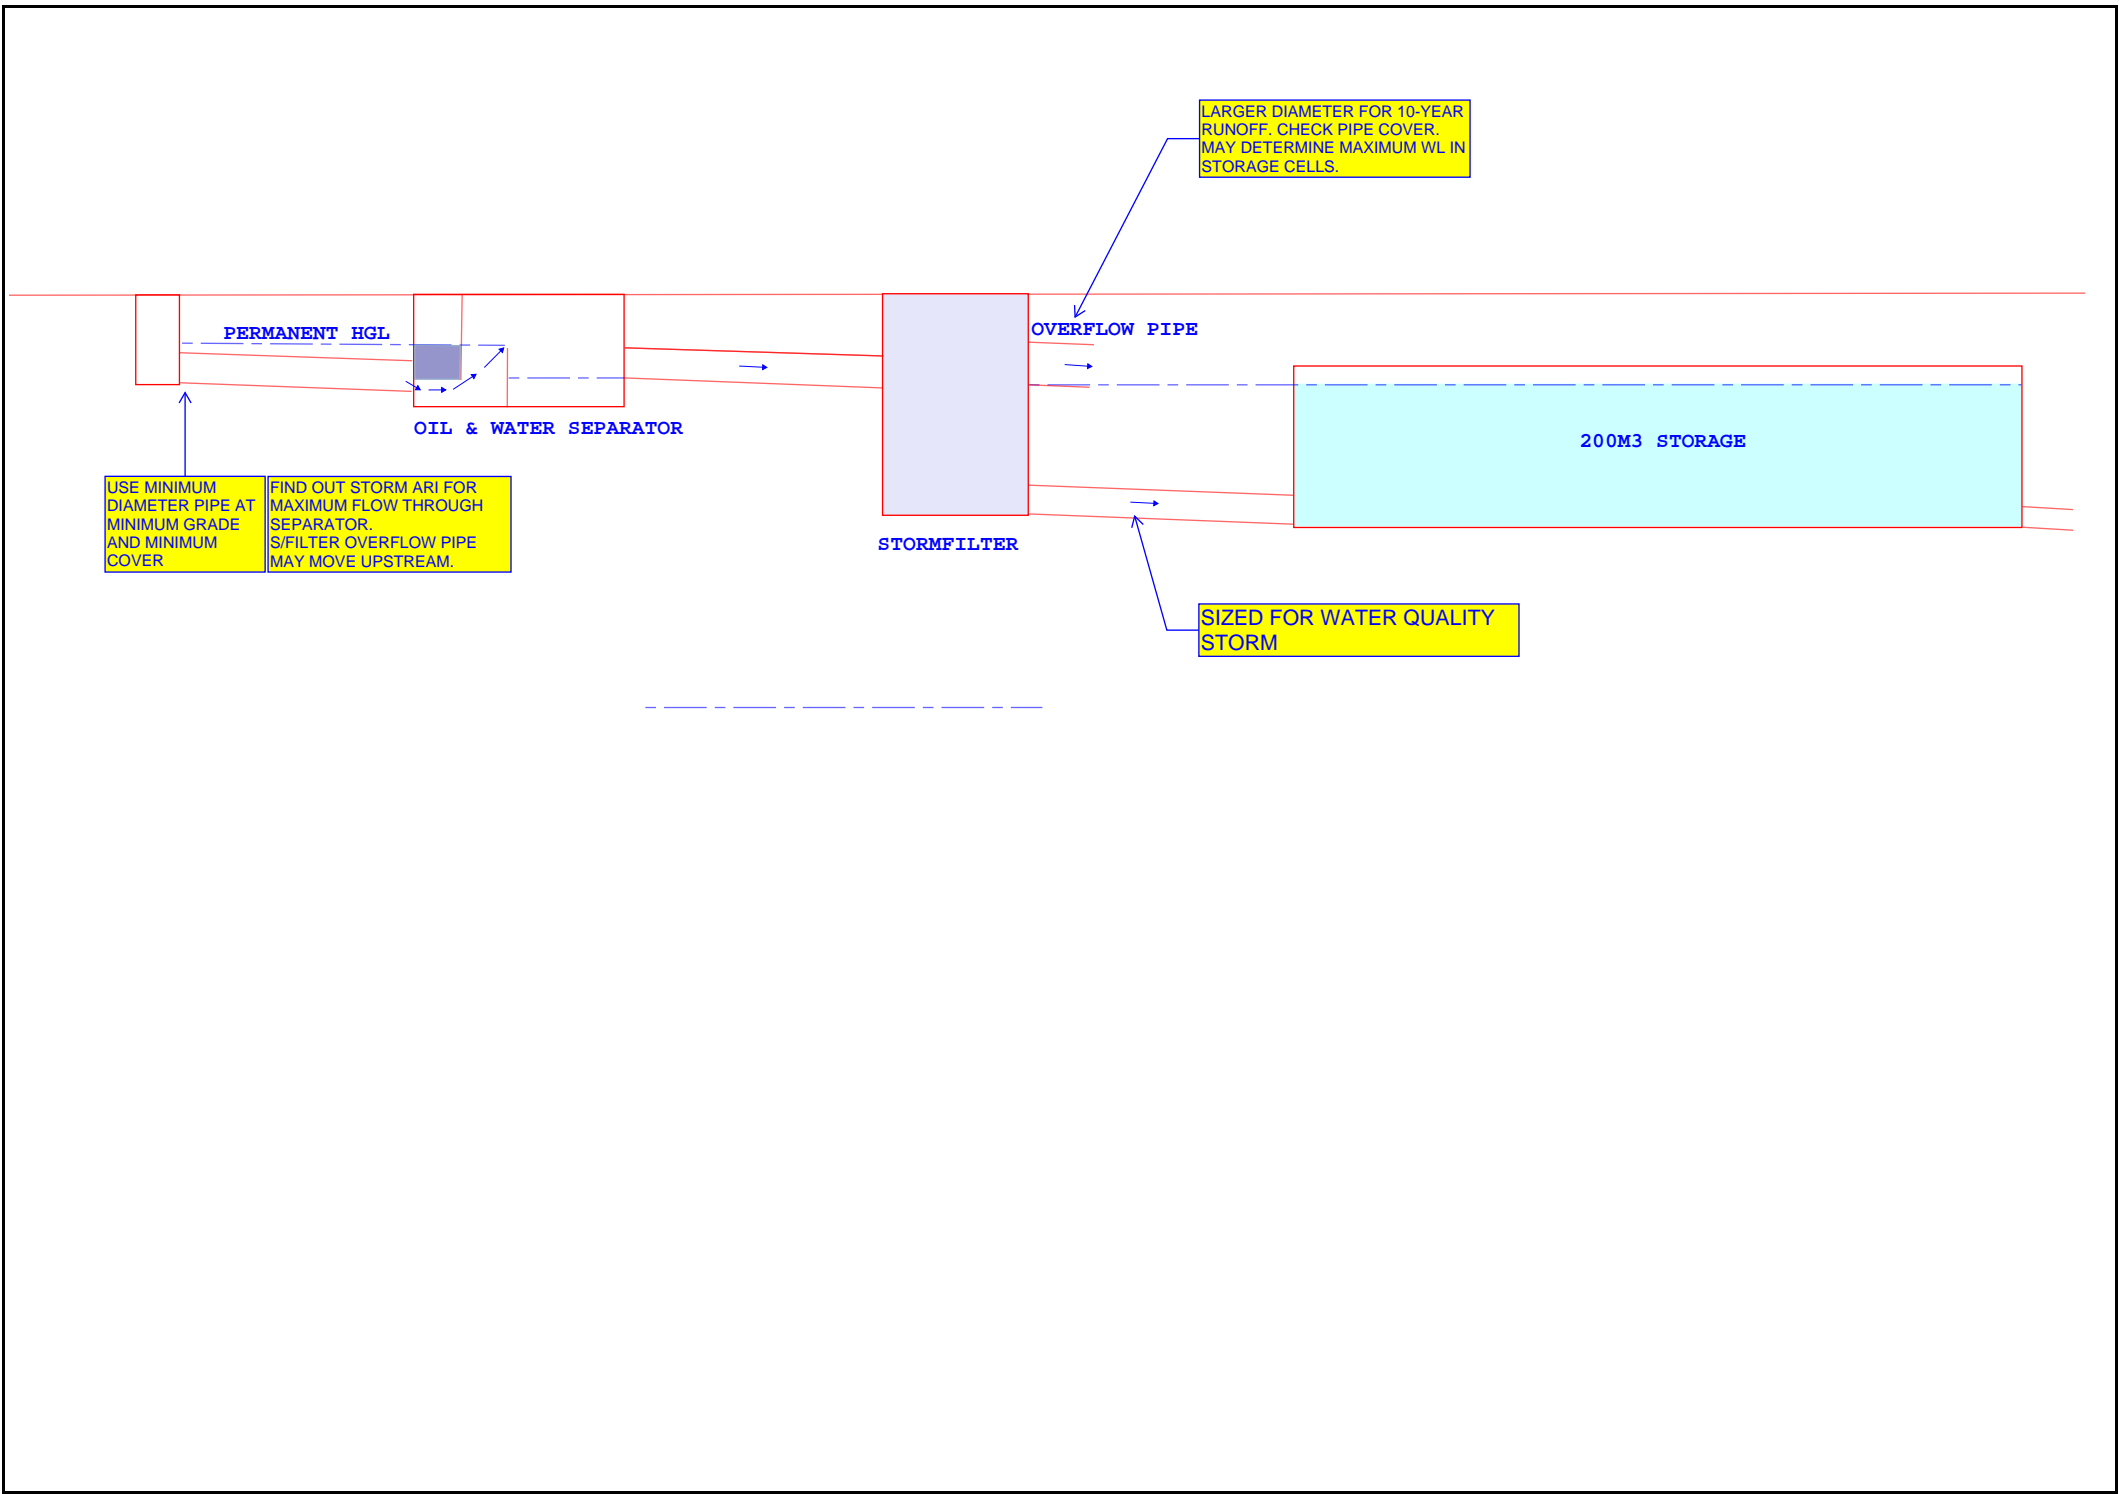 LARGER DIAMETER FOR 10-YEAR
RUNOFF. CHECK PIPE COVER.
MAY DETERMINE MAXIMUM WL IN
STORAGE CELLS.
PERMANENT HGL
OVERFLOW PIPE
OIL & WATER SEPARATOR
200M3 STORAGE
USE MINIMUM
DIAMETER PIPE AT
MINIMUM GRADE
AND MINIMUM
COVER
FIND OUT STORM ARI FOR
MAXIMUM FLOW THROUGH
SEPARATOR.
S/FILTER OVERFLOW PIPE
MAY MOVE UPSTREAM.
STORMFILTER
SIZED FOR WATER QUALITY
STORM